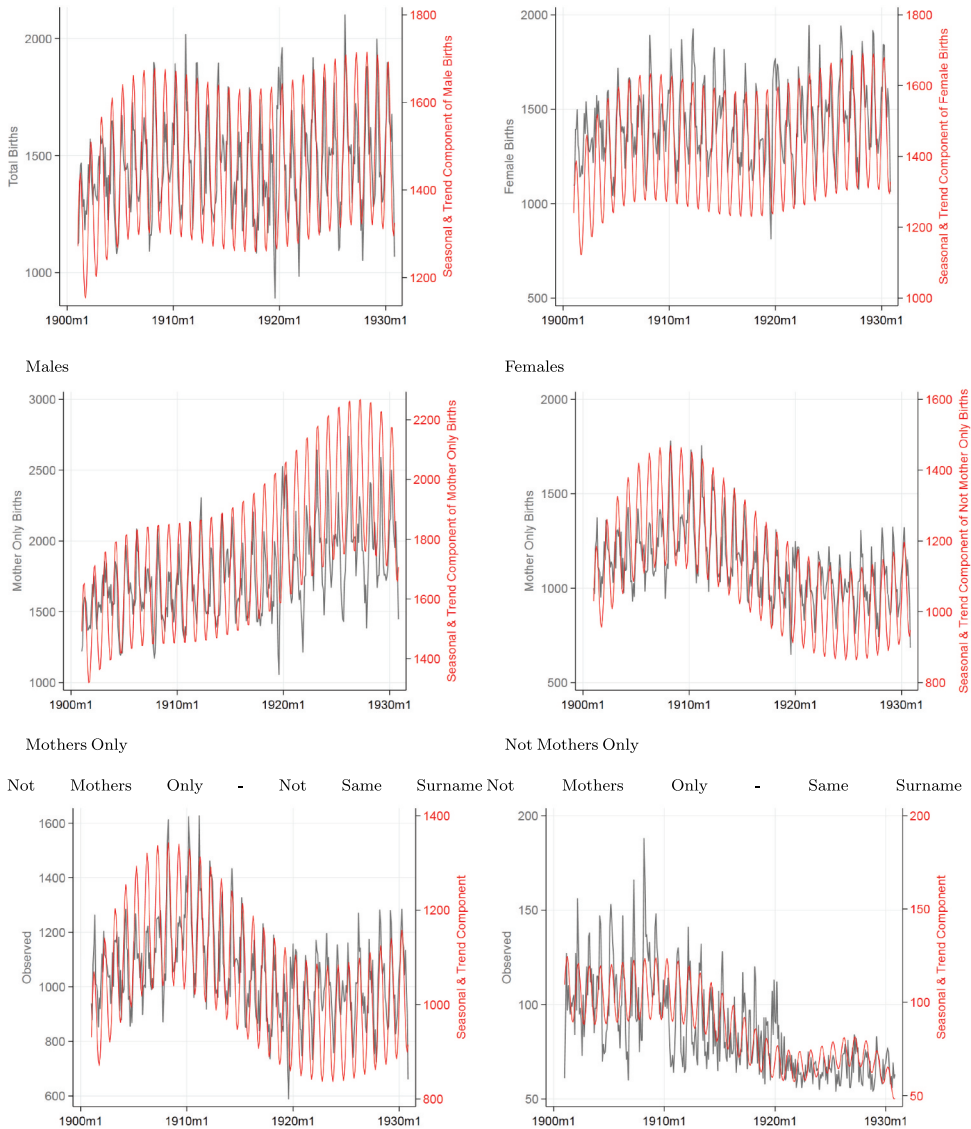 2000
1500
1000
Total Births
1800
1600
1400
1200
Seasonal & Trend Component of Male Births
1900m1 1910m1 1920m1 1930m1
2000
1500
1000
500
Female Births
1800
1600
1400
1200
1000
Seasonal & Trend Component of Female Births
1900m1 1910m1 1920m1 1930m1
Males
Females
3000
2500
2000
1500
1000
Mother Only Births
2200
2000
1800
1600
1400
Seasonal & Trend Component of Mother Only Births
1900m1 1910m1 1920m1 1930m1
2000
1500
1000
500
Mother Only Births
1600
1400
1200
1000
800
Seasonal & Trend Component of Not Mother Only Births
1900m1 1910m1 1920m1 1930m1
Mothers Only
Not Mothers Only
Not Mothers Only - Not Same Surname
Not Mothers Only - Same Surname
1600
1400
1200
1000
800
600
Observed
1400
1200
1000
800
Seasonal & Trend Component
1900m1 1910m1 1920m1 1930m1
200
150
100
50
Observed
200
150
100
50
Seasonal & Trend Component
1900m1 1910m1 1920m1 1930m1